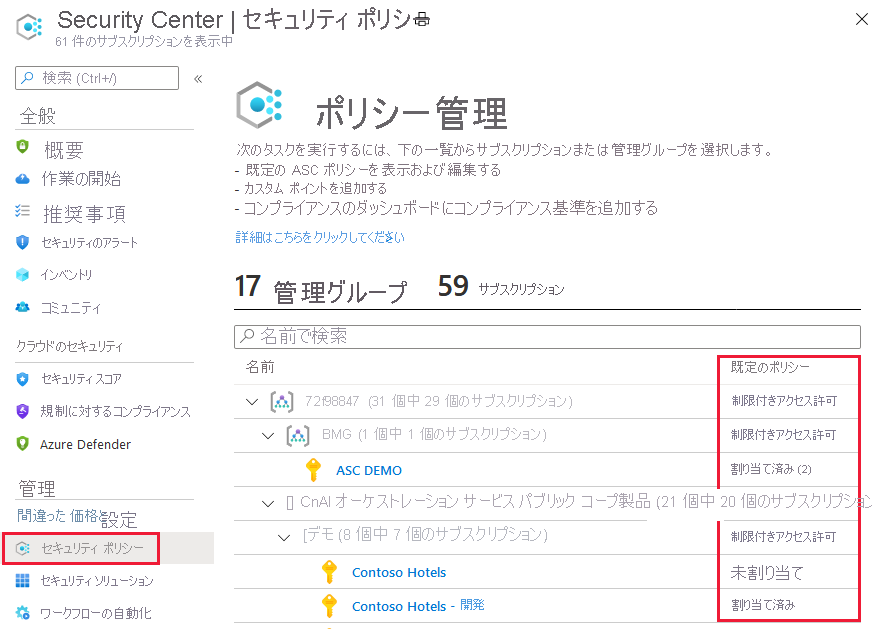 Security Center | セキュリティ ポリシー
61 件のサブスクリプションを表示中
検索 (Ctrl+/)
«
全般
概要
作業の開始
推奨事項
セキュリティのアラート
インベントリ
コミュニティ
クラウドのセキュリティ
セキュリティ スコア
規制に対するコンプライアンス
Azure Defender
管理
間違った 価格と設定
セキュリティ ポリシー
セキュリティ ソリューション
ワークフローの自動化
ポリシー管理
次のタスクを実行するには、下の一覧からサブスクリプションまたは管理グループを選択します。
- 既定の ASC ポリシーを表示および編集する
- カスタム ポイントを追加する
- コンプライアンスのダッシュボードにコンプライアンス基準を追加する
詳細はこちらをクリックしてください
17 管理グループ 59 サブスクリプション
名前で検索
名前 既定のポリシー
72f98847 (31 個中 29 個のサブスクリプション) 制限付きアクセス許可
BMG (1 個中 1 個のサブスクリプション) 制限付きアクセス許可
ASC DEMO 割り当て済み (2)
[] CnAI オーケストレーション サービス パブリック コープ製品 (21 個中 20 個のサブスクリプション
[デモ (8 個中 7 個のサブスクリプション) 制限付きアクセス許可
Contoso Hotels 未割り当て
Contoso Hotels - 開発 割り当て済み